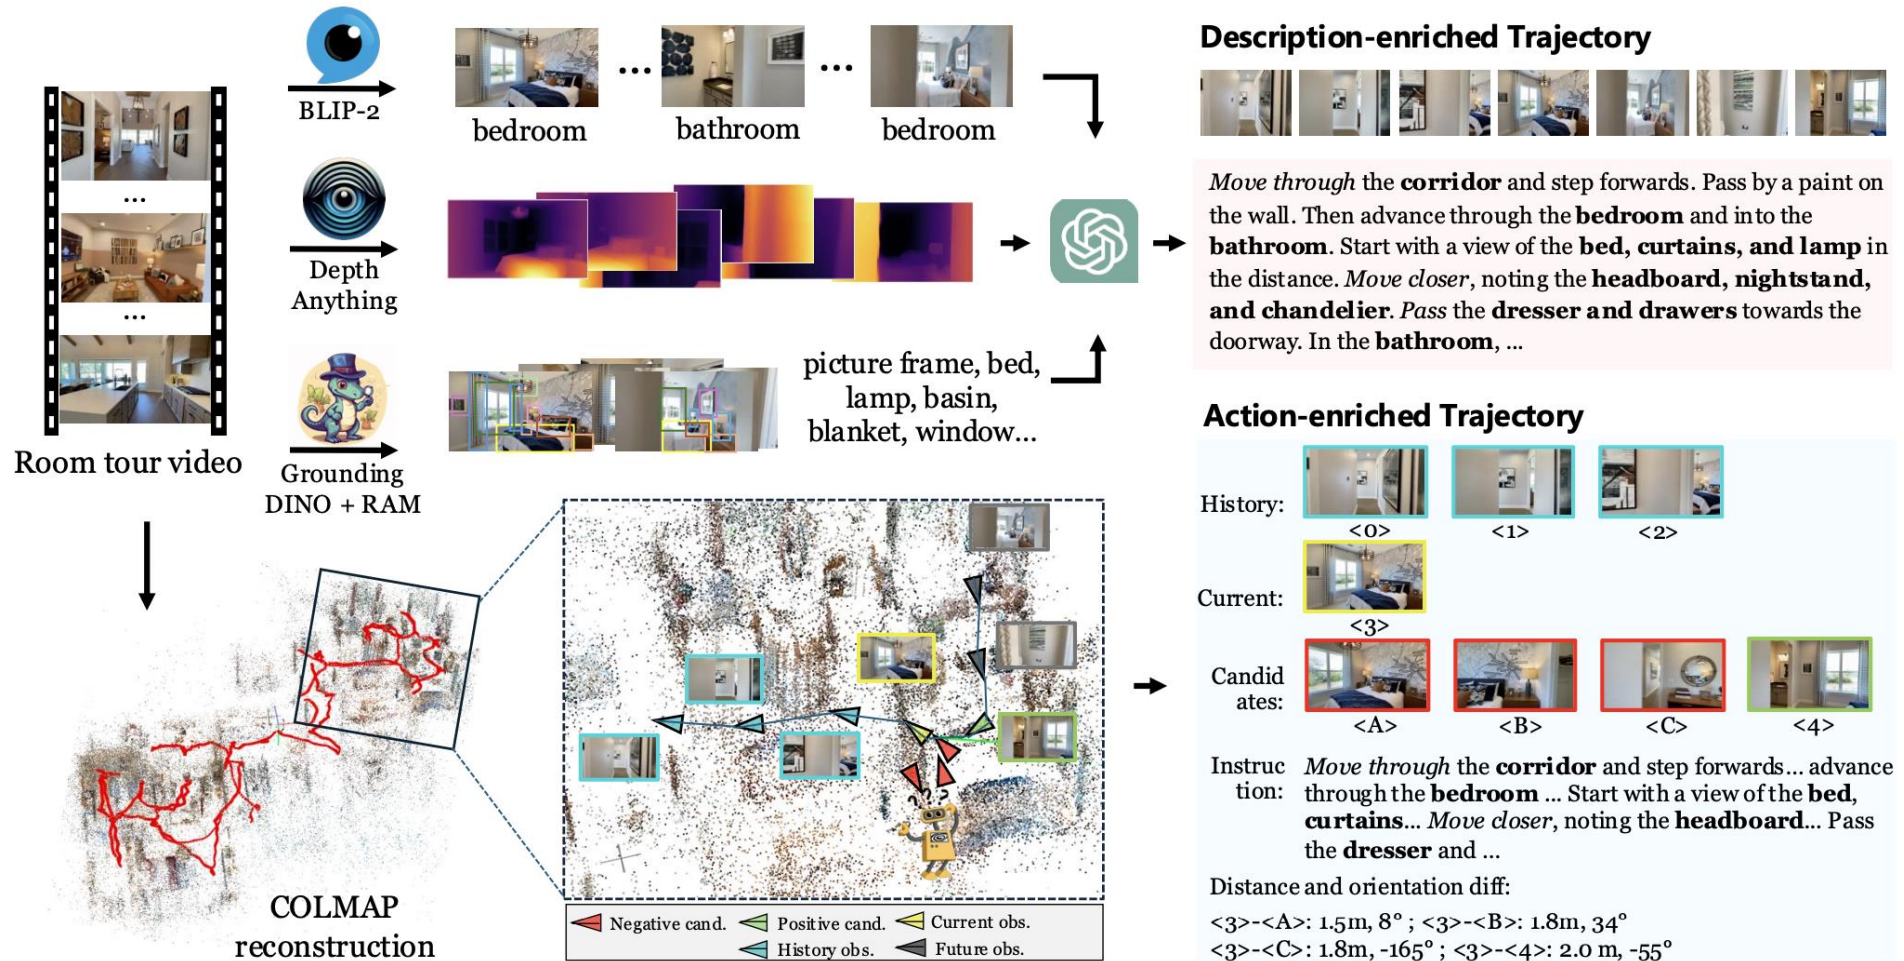 Room tour video
BLIP-2
Depth
Anything
Grounding
DINO + RAM
bedroom
...
bathroom
...
bedroom
...
...
picture frame, bed,
lamp, basin,
blanket, window...
COLMAP
reconstruction
? ? ?
Negative cand.
Positive cand.
Current obs.
History obs.
Future obs.
Description-enriched Trajectory
Move through the corridor and step forwards. Pass by a paint on
the wall. Then advance through the bedroom and into the
bathroom. Start with a view of the bed, curtains, and lamp in
the distance. Move closer, noting the headboard, nightstand,
and chandelier. Pass the dresser and drawers towards the
doorway. In the bathroom, ...
Action-enriched Trajectory
History:
<0>
<1>
<2>
Current:
<3>
Candid
ates:
<A>
<B>
<C>
<4>
Instruc
tion:
Move through the corridor and step forwards... advance
through the bedroom ... Start with a view of the bed,
curtains... Move closer, noting the headboard... Pass
the dresser and ...
Distance and orientation diff:
<3>-<A>: 1.5m, 8° ; <3>-<B>: 1.8m, 34°
<3>-<C>: 1.8m, -165° ; <3>-<4>: 2.0 m, -55°